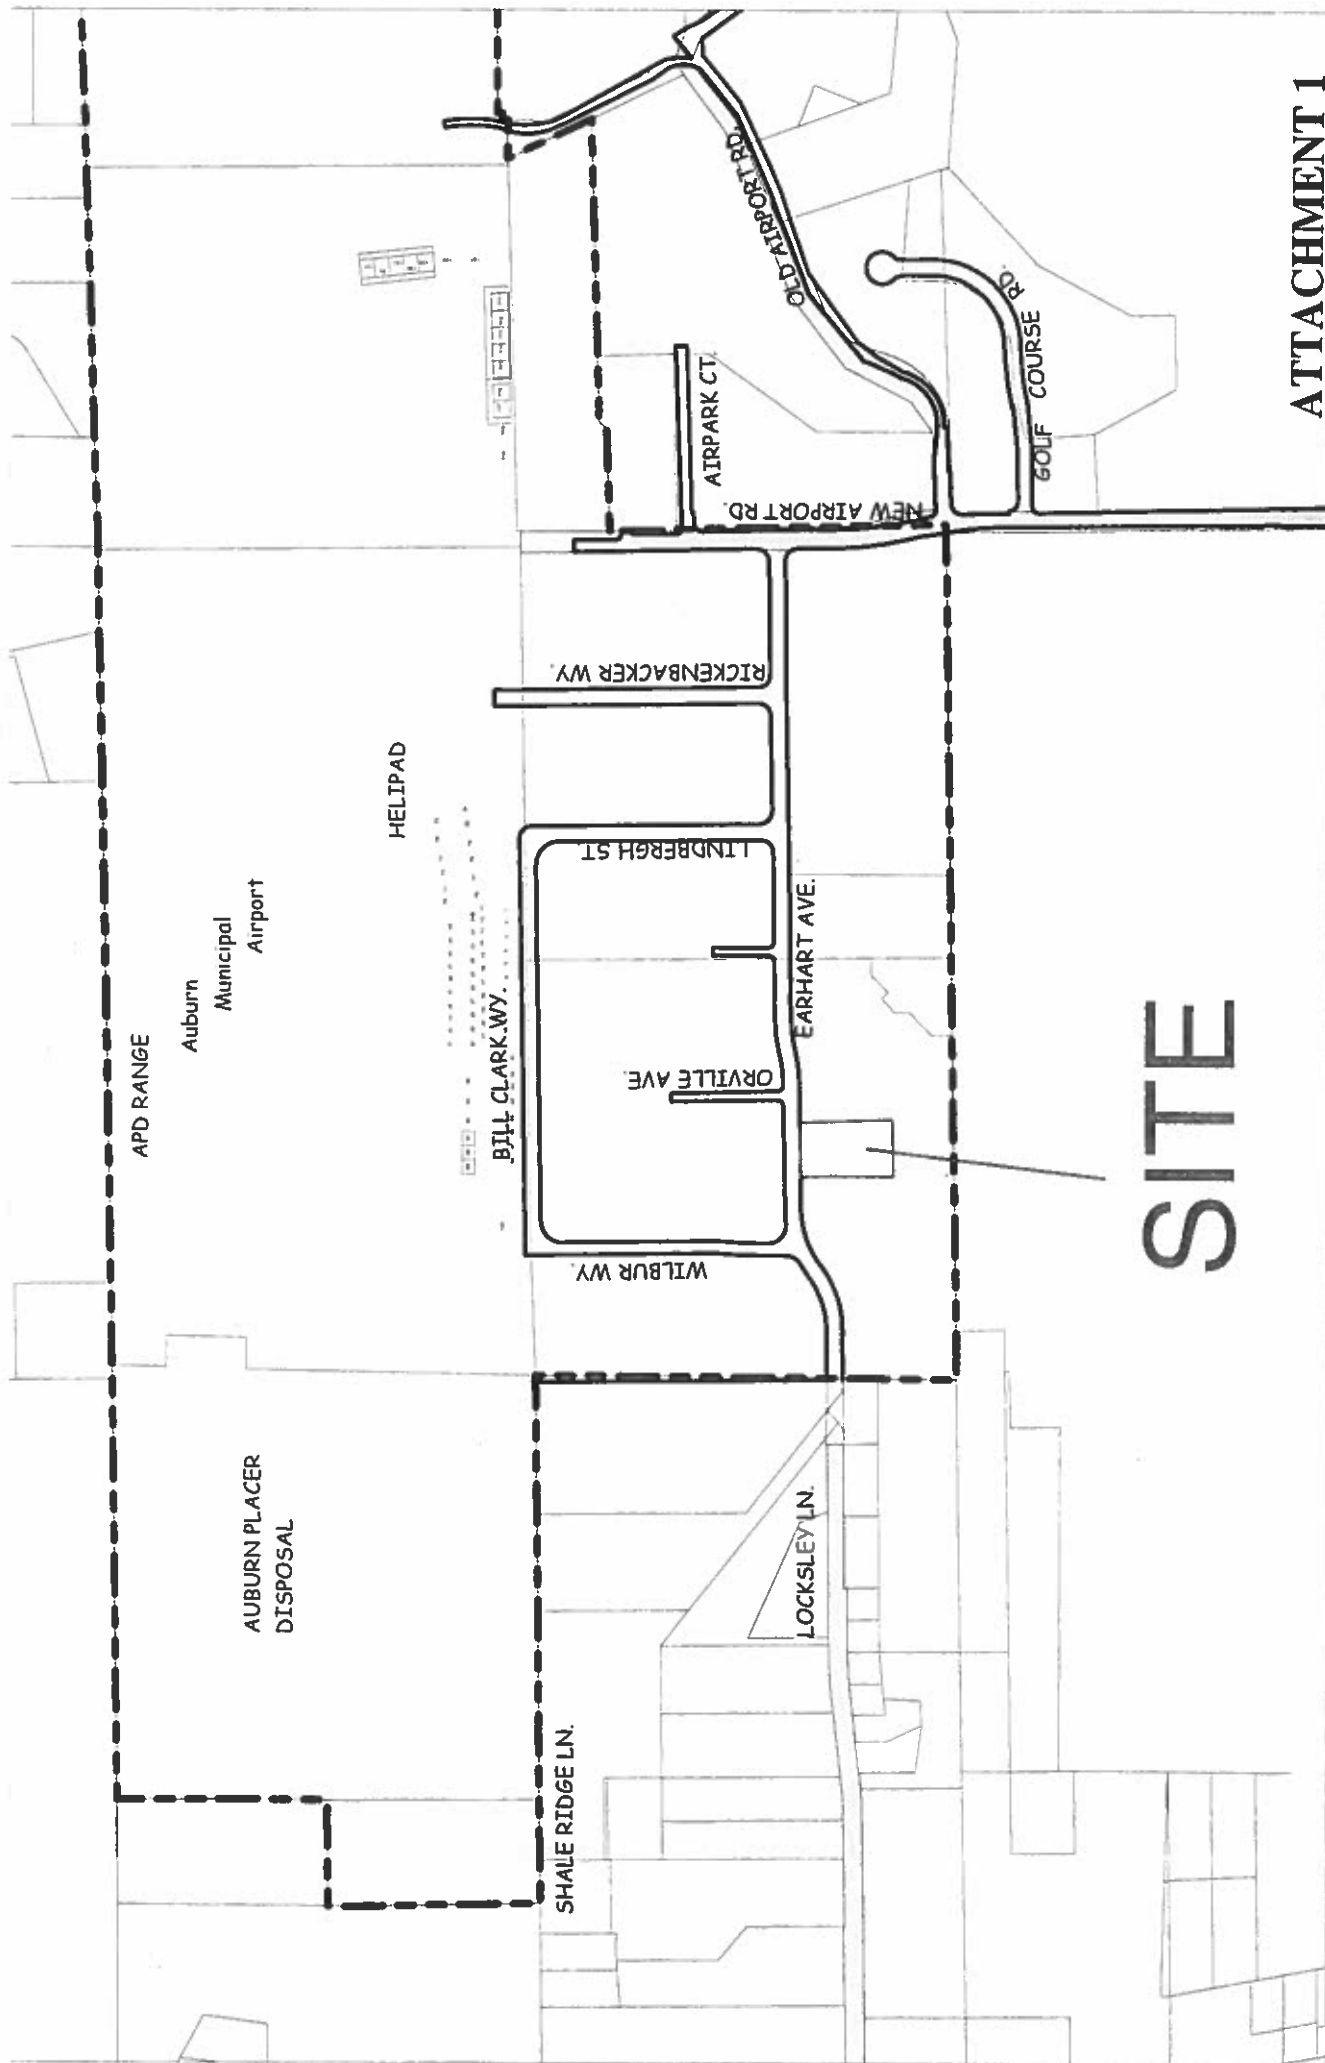 APD RANGE
Auburn
Municipal
Airport
HELIPAD
AUBURN PLACER
DISPOSAL
BILL CLARK WY.
SHALE RIDGE LN.
WILBUR WY.
ORVILLE AVE.
LINDBERGH ST.
RICKENBACKER WY.
NEW AIRPORT RD.
AIRPARK CT.
OLD AIRPORT RD.
GOLF COURSE RD.
EARHART AVE.
LOCKSLEY LN.
SITE
ATTACHMENT 1